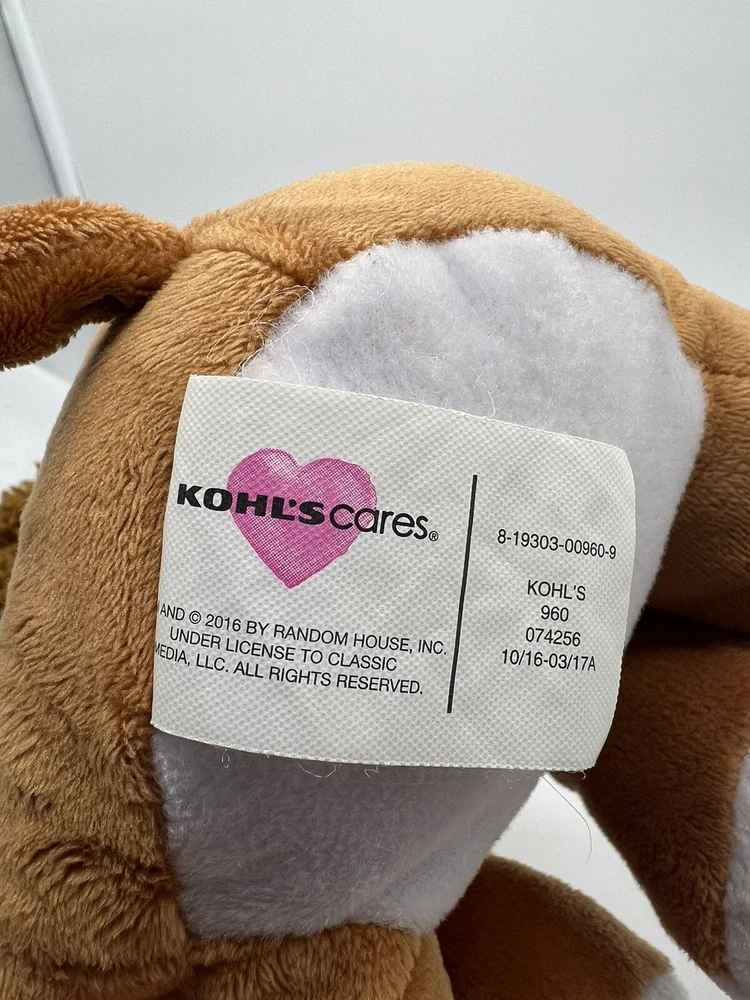 KOHL'S cares®
AND © 2016 BY RANDOM HOUSE, INC.
UNDER LICENSE TO CLASSIC
MEDIA, LLC. ALL RIGHTS RESERVED.
8-19303-00960-9
KOHL'S
960
074256
10/16-03/17A